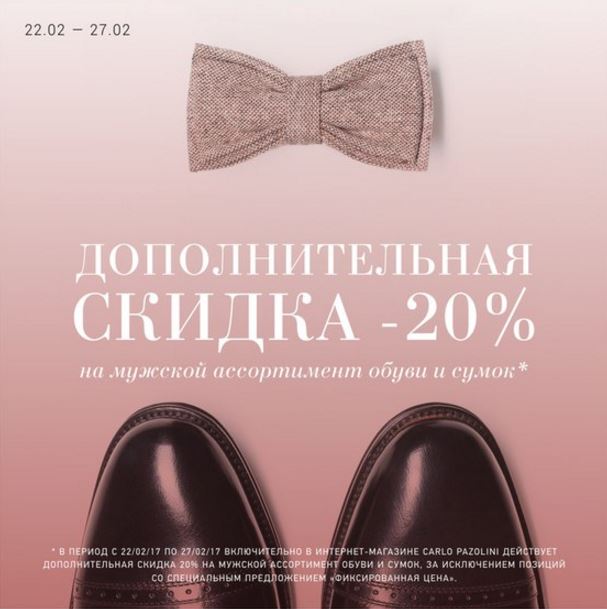 22.02 — 27.02
ДОПОЛНИТЕЛЬНАЯ
СКИДКА -20%
на мужской ассортимент обуви и сумок*
* В ПЕРИОД С 22/02/17 ПО 27/02/17 ВКЛЮЧИТЕЛЬНО В ИНТЕРНЕТ-МАГАЗИНЕ CARLO PAZOLINI ДЕЙСТВУЕТ
ДОПОЛНИТЕЛЬНАЯ СКИДКА 20% НА МУЖСКОЙ АССОРТИМЕНТ ОБУВИ И СУМОК, ЗА ИСКЛЮЧЕНИЕМ ПОЗИЦИЙ
СО СПЕЦИАЛЬНЫМ ПРЕДЛОЖЕНИЕМ «ФИКСИРОВАННАЯ ЦЕНА».